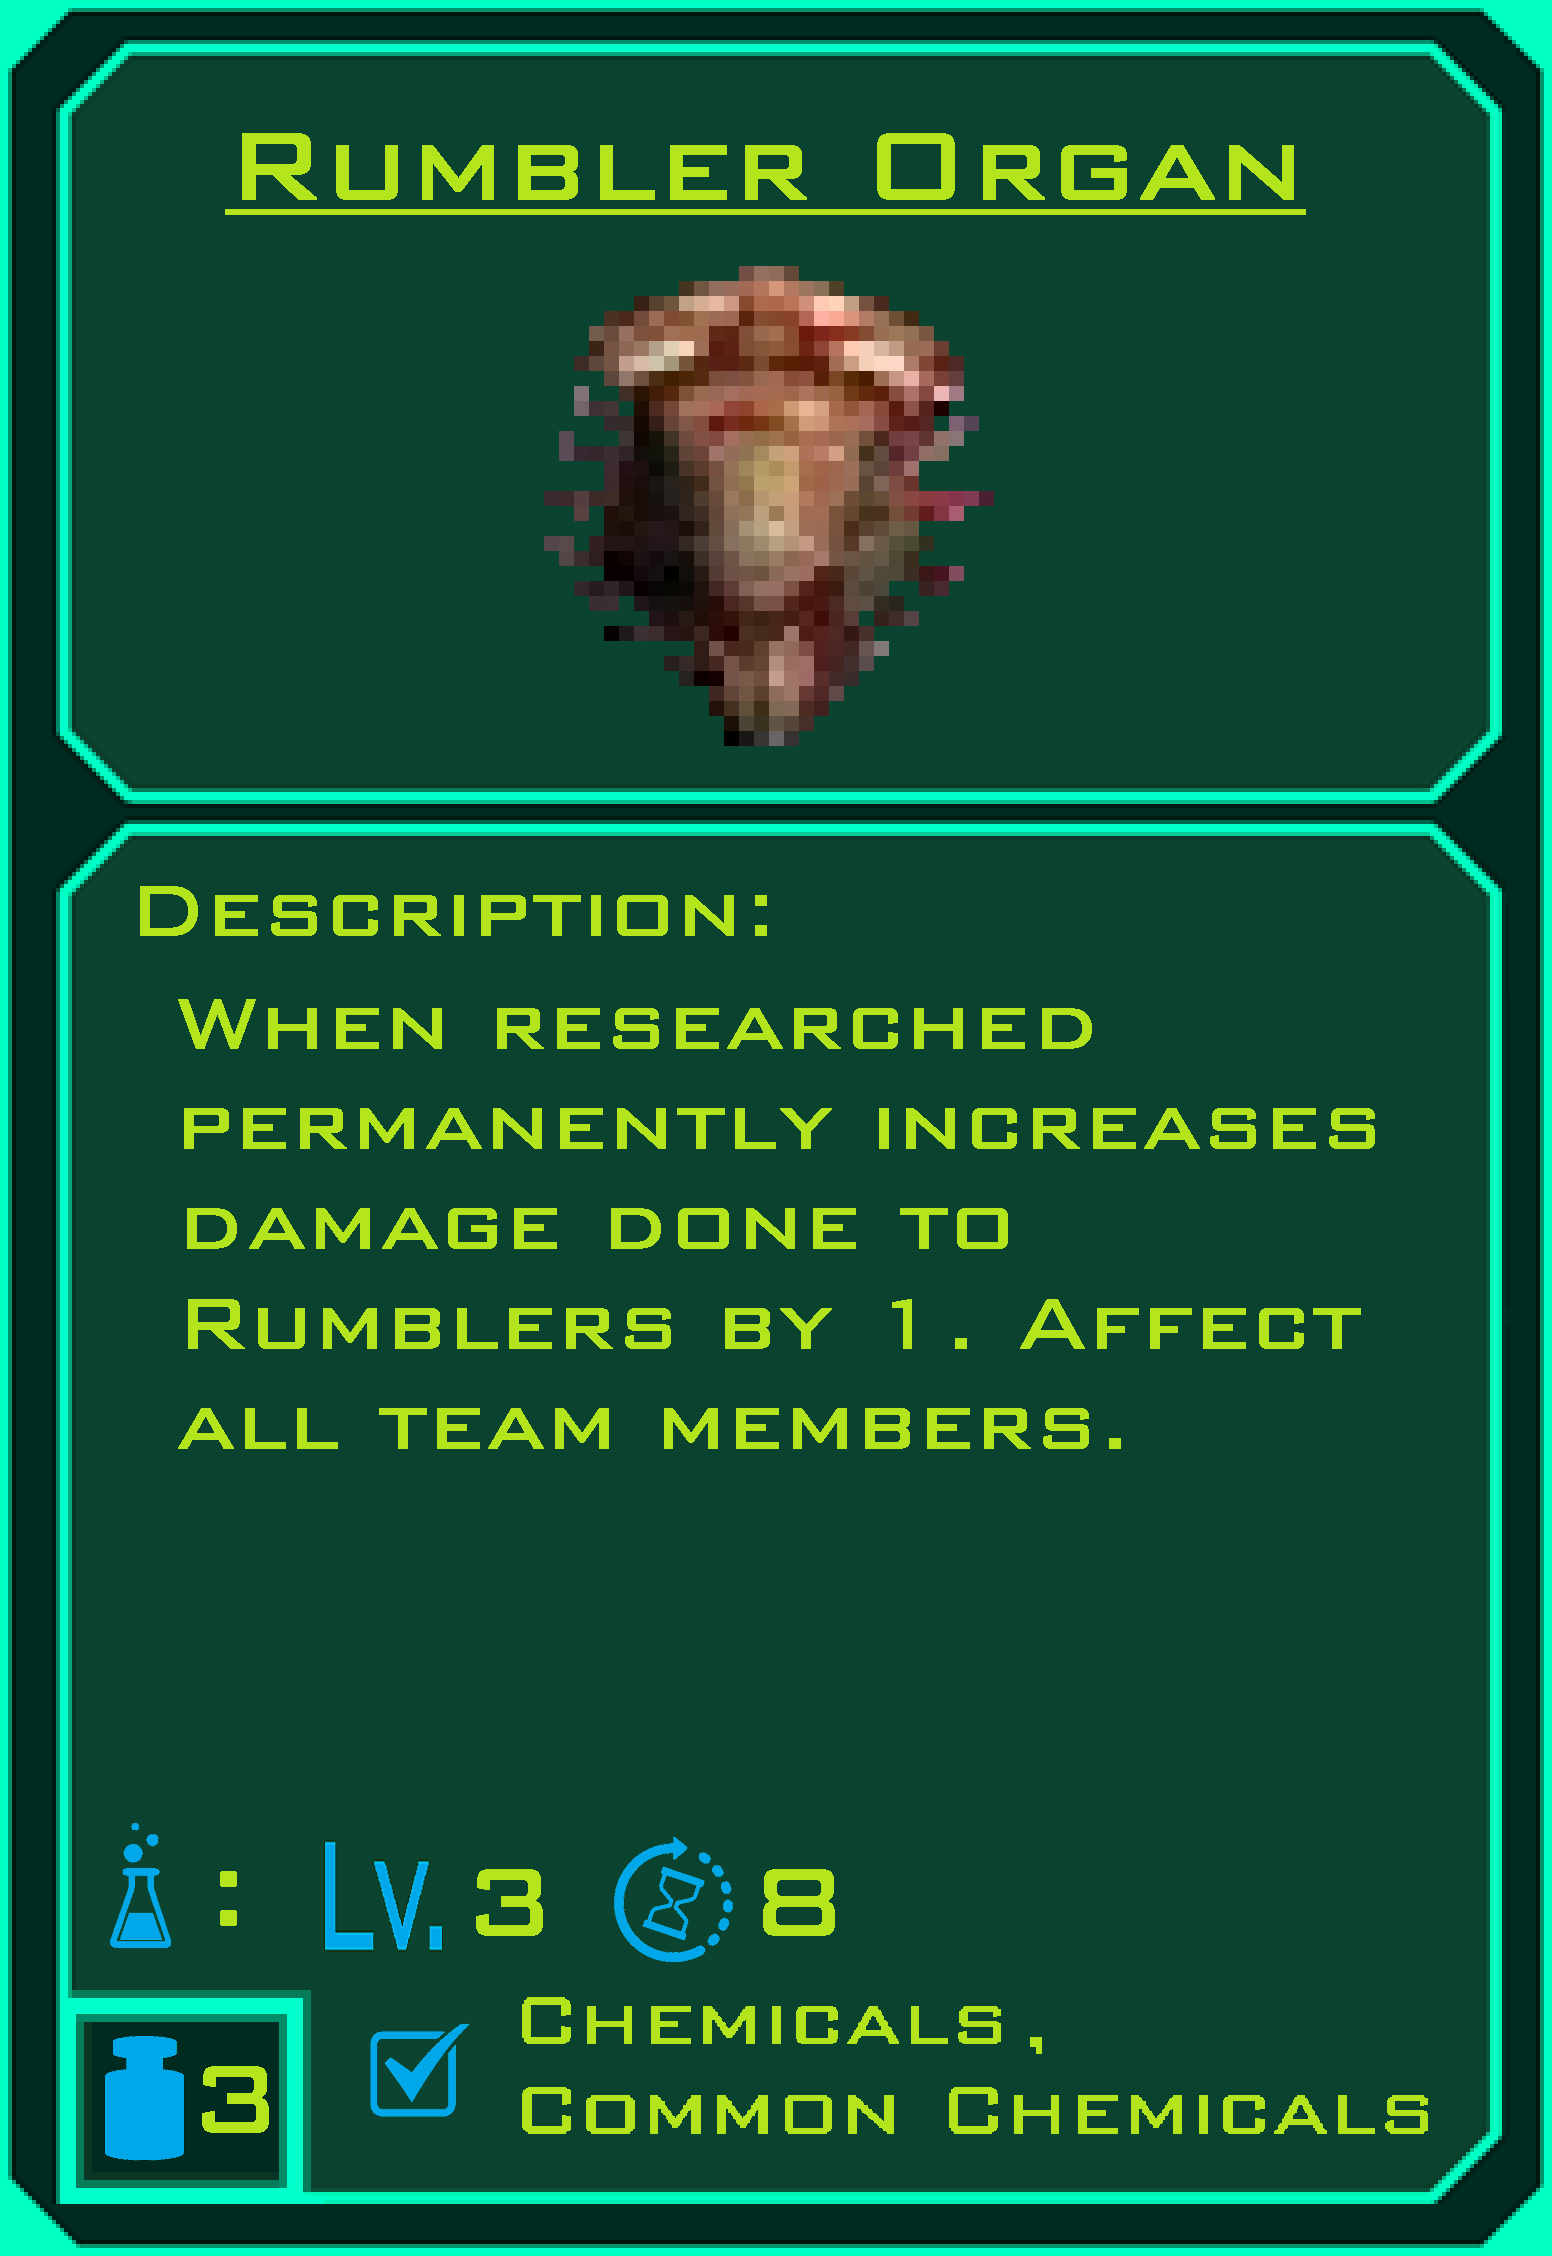 Rumbler Organ
Description:
When researched
permanently increases
damage done to
Rumblers by 1. Affect
all team members.
: Lv. 3 8
Chemicals,
3
Common Chemicals